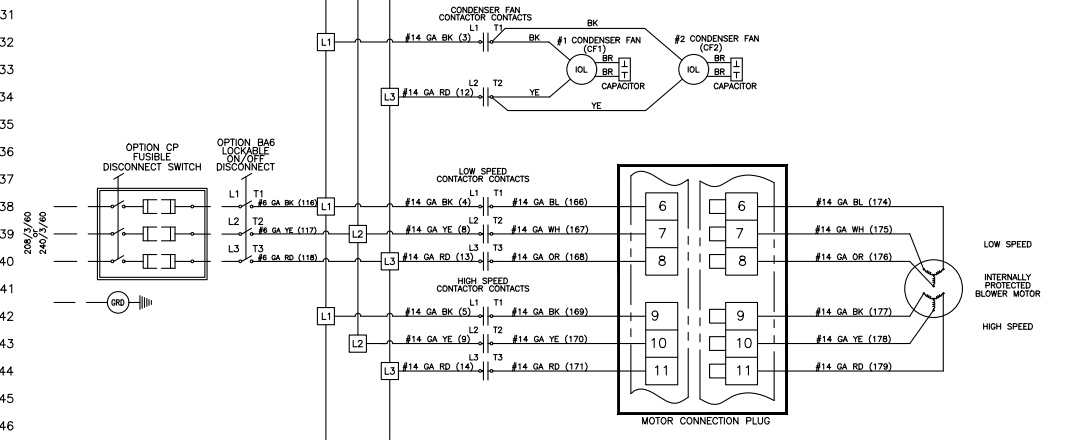 31
CONDENSER FAN
CONTACTOR CONTACTS
32 L1 #14 GA BK (3) L1 T1 BK BK #1 CONDENSER FAN (CF1) #2 CONDENSER FAN (CF2)
33 IOL BR BR CAPACITOR IOL BR BR CAPACITOR
34 L3 #14 GA RD (12) L2 T2 YE YE
35
36
OPTION CP
FUSIBLE
DISCONNECT SWITCH
OPTION BA6
LOCKABLE
ON/OFF
DISCONNECT
37
LOW SPEED
CONTACTOR CONTACTS
208/3/60
or
240/3/60
38 L1 T1 #6 GA BK (116) L1 #14 GA BK (4) L1 T1 #14 GA BL (166) 6 6 #14 GA BL (174)
39 L2 T2 #6 GA YE (117) L2 #14 GA YE (8) L2 T2 #14 GA WH (167) 7 7 #14 GA WH (175)
40 L3 T3 #6 GA RD (118) L3 #14 GA RD (13) L3 T3 #14 GA OR (168) 8 8 #14 GA OR (176)
LOW SPEED
INTERNALLY
PROTECTED
BLOWER MOTOR
HIGH SPEED
41
HIGH SPEED
CONTACTOR CONTACTS
GRD
42 L1 #14 GA BK (5) L1 T1 #14 GA BK (169) 9 9 #14 GA BK (177)
43 L2 #14 GA YE (9) L2 T2 #14 GA YE (170) 10 10 #14 GA YE (178)
44 L3 #14 GA RD (14) L3 T3 #14 GA RD (171) 11 11 #14 GA RD (179)
45
46
MOTOR CONNECTION PLUG